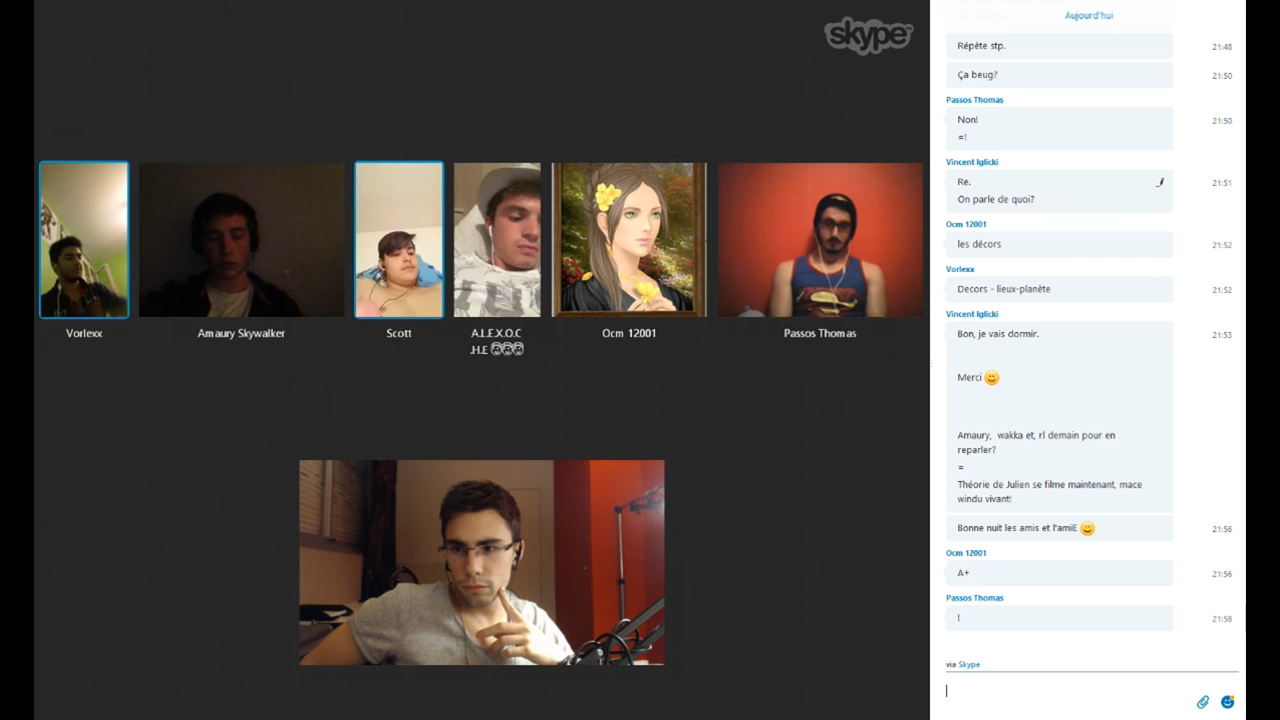 skype
Vorlexx
Amaury Skywalker
Scott
A.L.E.X.O.C
.H.E 😇😇😇
Ocm 12001
Passos Thomas
Aujourd'hui
Répète stp.
21:48
Ça beug?
21:50
Passos Thomas
Non!
21:50
=!
Vincent Iglicki
Re.
21:51
On parle de quoi?
Ocm 12001
les décors
21:52
Vorlexx
Decors - lieux-planète
21:52
Vincent Iglicki
Bon, je vais dormir.
21:53
Merci 😊
Amaury, wakka et, rl demain pour en
reparler?
=
Théorie de Julien se filme maintenant, mace
windu vivant!
Bonne nuit les amis et l'amiE 😊
21:56
Ocm 12001
A+
21:56
Passos Thomas
!
21:58
via Skype